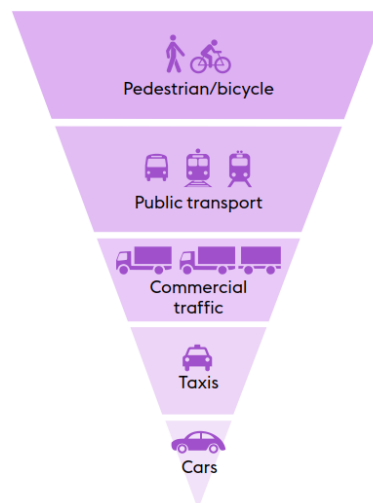 Pedestrian/bicycle
Public transport
Commercial
traffic
Taxis
Cars